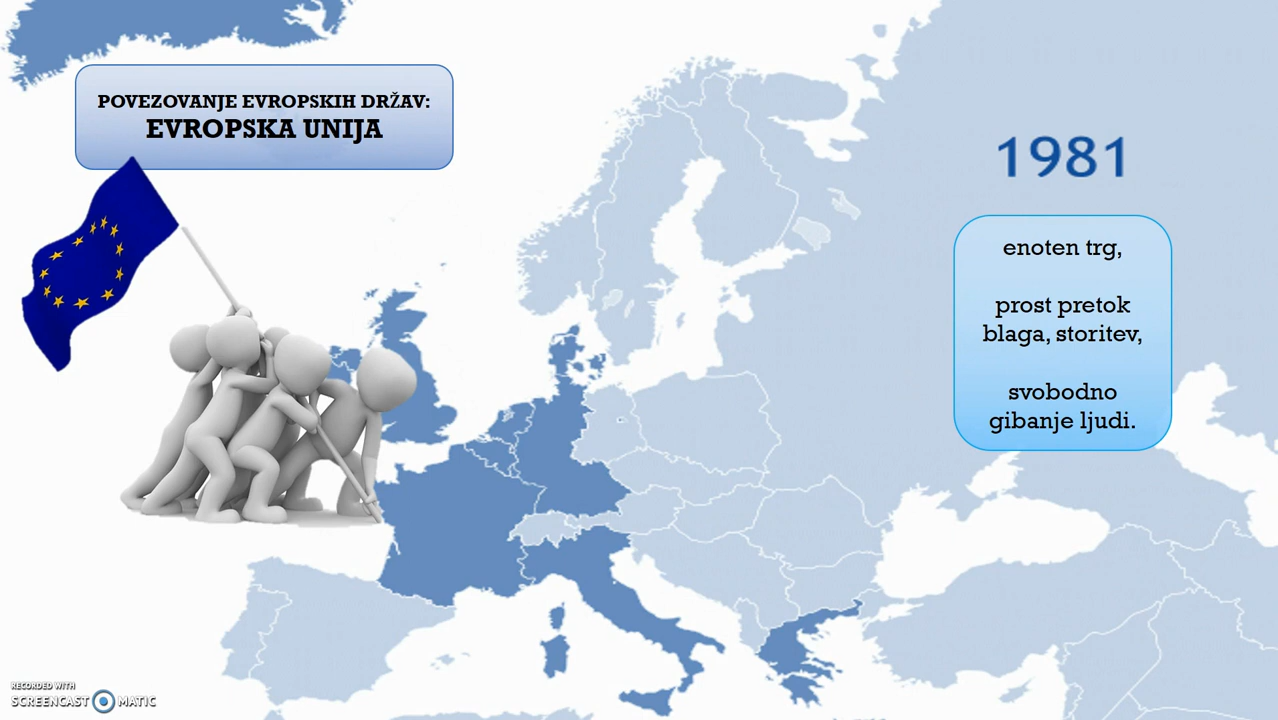 POVEZOVANJE EVROPSKIH DRŽAV:
EVROPSKA UNIJA
1981
enoten trg,
prost pretok
blaga, storitev,
svobodno
gibanje ljudi.
RECORDED WITH
SCREENCAST MATIC